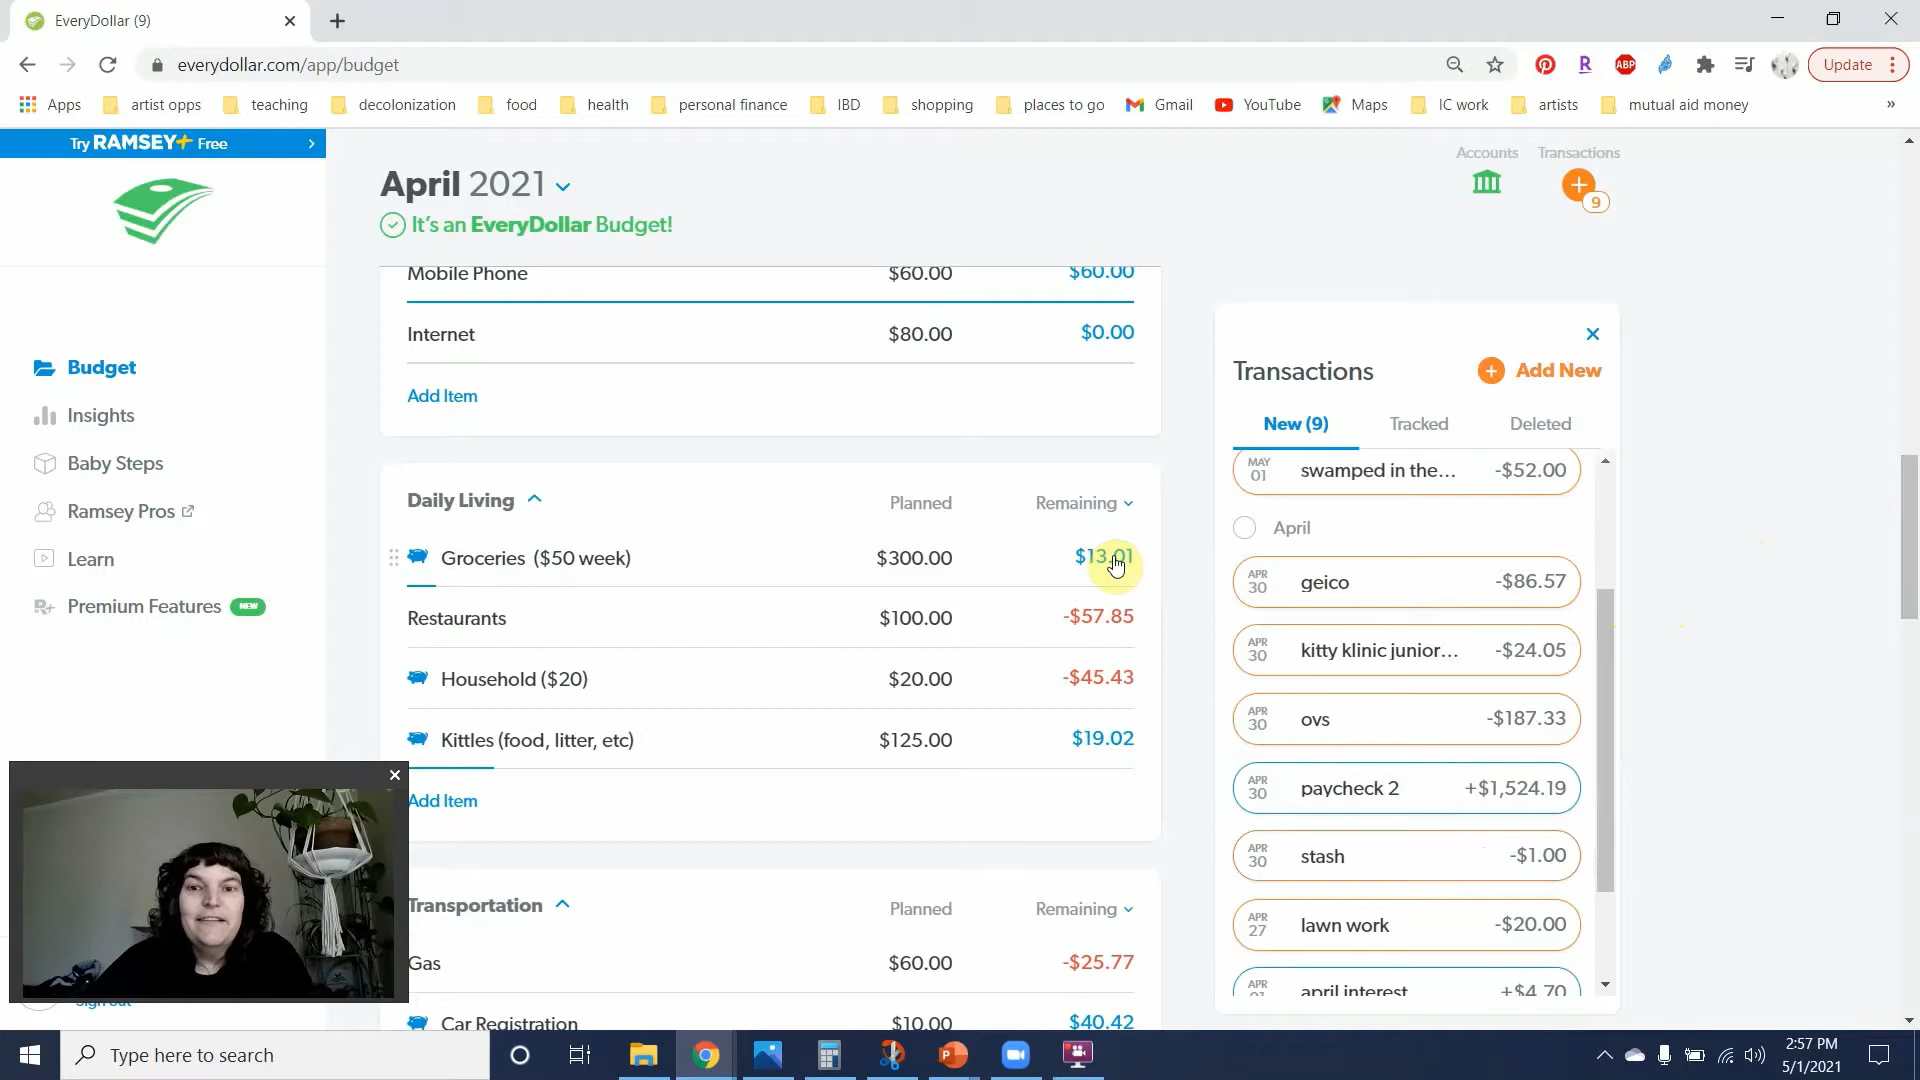 EveryDollar (9)
everydollar.com/app/budget
Update
Apps
artist opps
teaching
decolonization
food
health
personal finance
IBD
shopping
places to go
Gmail
YouTube
Maps
IC work
artists
mutual aid money
»
Try RAMSEY+ Free
Budget
Insights
Baby Steps
Ramsey Pros
Learn
Premium Features NEW
Sign out
April 2021
It's an EveryDollar Budget!
Accounts
Transactions
9
Mobile Phone $60.00 $60.00
Internet $80.00 $0.00
Add Item
Daily Living Planned Remaining
Groceries ($50 week) $300.00 $13.01
Restaurants $100.00 -$57.85
Household ($20) $20.00 -$45.43
Kittles (food, litter, etc) $125.00 $19.02
Add Item
Transportation Planned Remaining
Gas $60.00 -$25.77
Car Registration $10.00 $40.42
Transactions
Add New
New (9) Tracked Deleted
MAY 01 swamped in the... -$52.00
April
APR 30 geico -$86.57
APR 30 kitty klinic junior... -$24.05
APR 30 ovs -$187.33
APR 30 paycheck 2 +$1,524.19
APR 30 stash -$1.00
APR 27 lawn work -$20.00
APR 01 april interest +$4.70
Type here to search
2:57 PM
5/1/2021